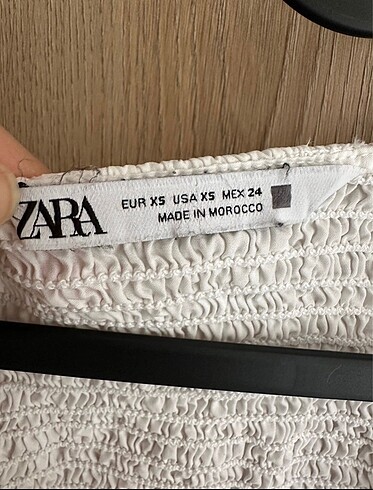 ZARA
EUR XS USA XS MEX 24
MADE IN MOROCCO